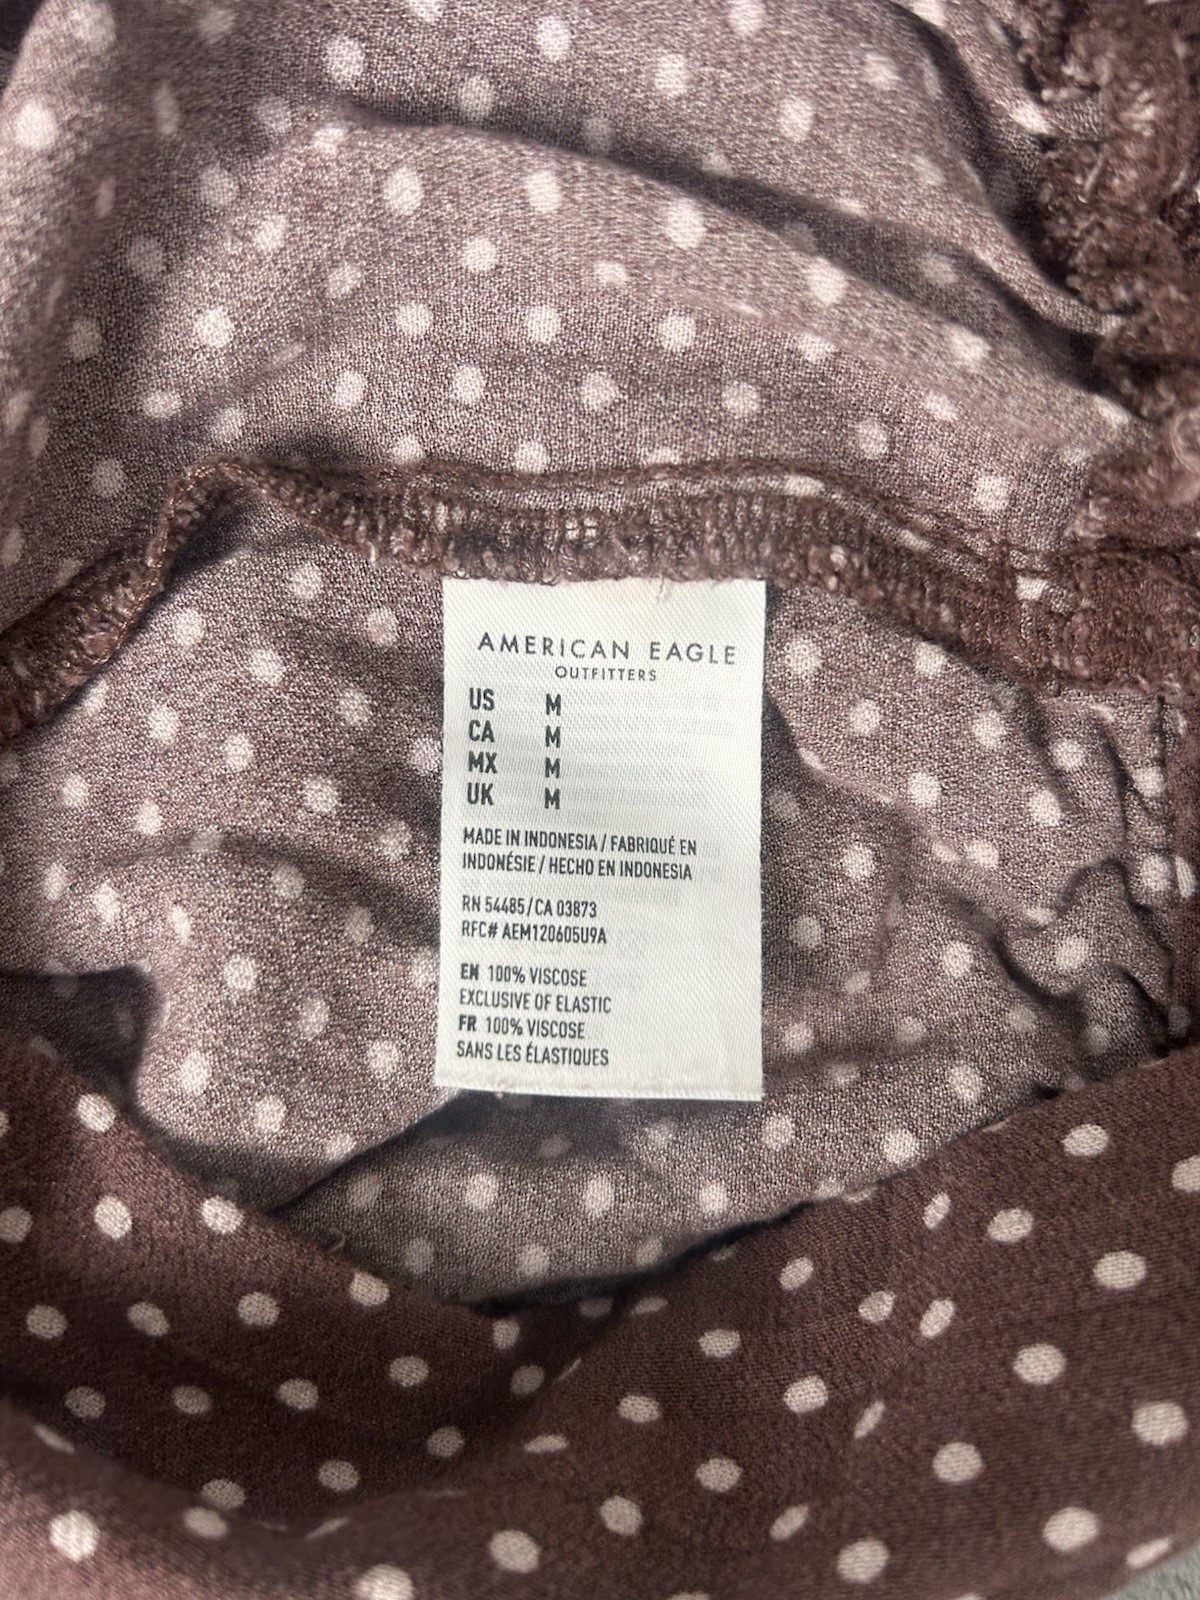 AMERICAN EAGLE
OUTFITTERS
US M
CA M
MX M
UK M
MADE IN INDONESIA / FABRIQUÉ EN
INDONÉSIE / HECHO EN INDONESIA
RN 54485/CA 03873
RFC# AEM120605U9A
EN 100% VISCOSE
EXCLUSIVE OF ELASTIC
FR 100% VISCOSE
SANS LES ÉLASTIQUES